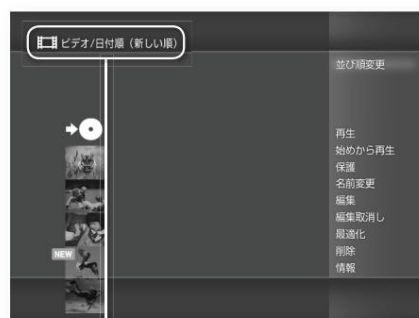 ビデオ/日付順（新しい順）
並び順変更
再生
始めから再生
保護
名前変更
編集
編集取消し
最適化
削除
情報
NEW